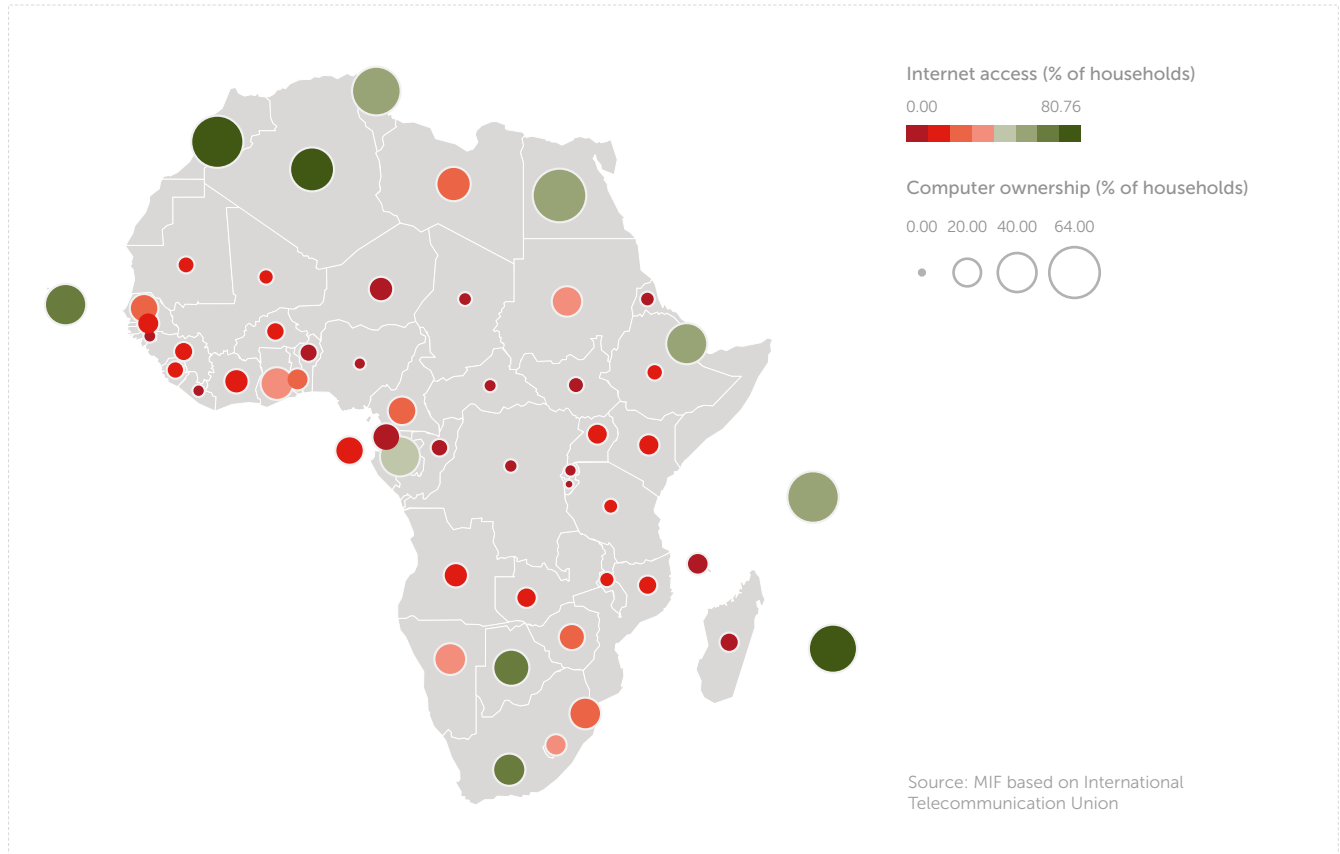 Internet access (% of households)
0.00 80.76
Computer ownership (% of households)
0.00 20.00 40.00 64.00
Source: MIF based on International
Telecommunication Union